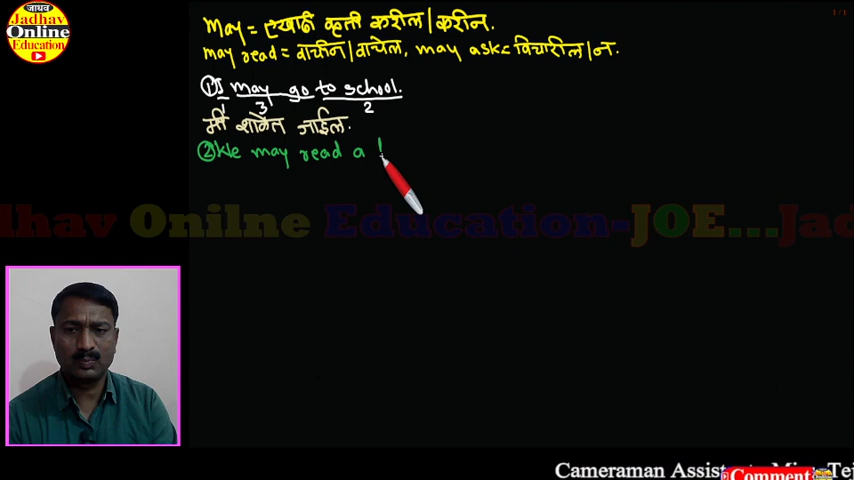 जाधव
Jadhav
Online
Education
1/1
May = एखादी कृती करील/करीन.
may read = वाचीन/वाचेल, may ask = विचारील/न.
① I may go to school.
1 3 2
मी शाळेत जाईल.
② We may read a
dhav Onilne Education-JOE...Jad
Cameraman Assist
Comment